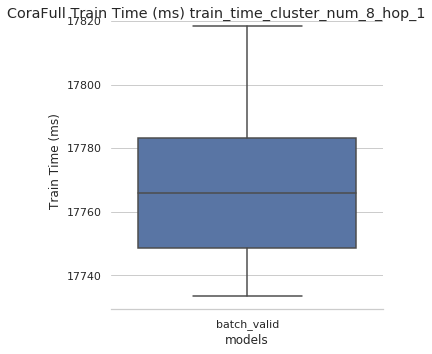 CoraFull Train Time (ms) train_time_cluster_num_8_hop_1
17820
17800
17780
17760
17740
Train Time (ms)
batch_valid
models